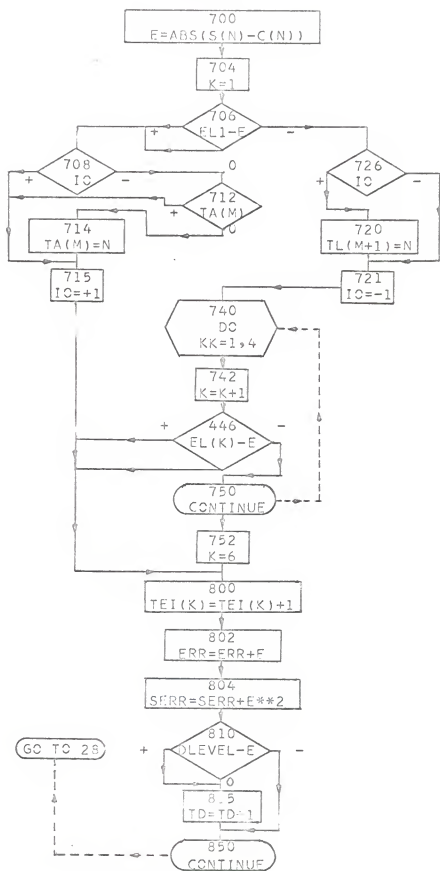 700
E=ABS(S(N)-C(N))
704
K=1
706
EL1-E
+
-
708
IO
+
-
0
726
IO
+
-
712
TA(M)
+
0
714
TA(M)=N
720
TL(M+1)=N
715
IO=+1
721
IO=-1
740
DO
KK=1,4
742
K=K+1
446
EL(K)-E
+
-
750
CONTINUE
752
K=6
800
TEI(K)=TEI(K)+1
802
ERR=ERR+E
804
SERR=SERR+E**2
810
DLEVEL-E
+
-
0
GO TO 28
815
850
CONTINUE